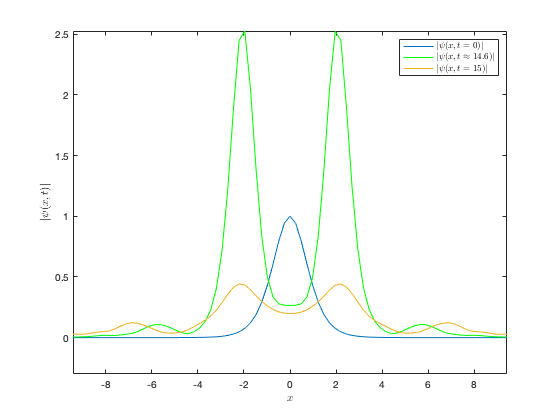 2.5
2
1.5
1
0.5
0
-8 -6 -4 -2 0 2 4 6 8
x
|ψ(x, t)|
|ψ(x, t = 0)|
|ψ(x, t ≈ 14.6)|
|ψ(x, t = 15)|